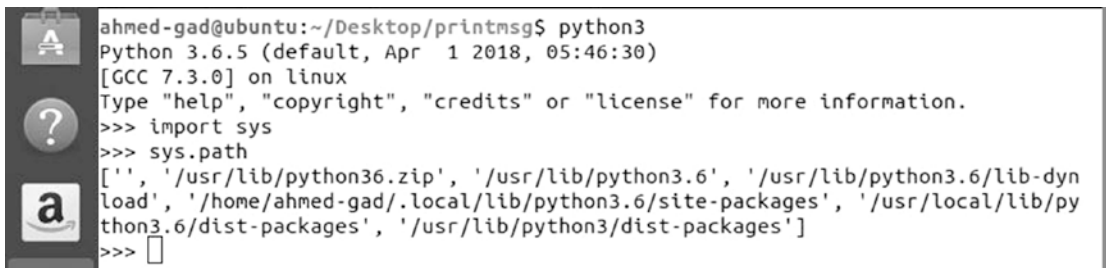 ahmed-gad@ubuntu:~/Desktop/printmsg$ python3
Python 3.6.5 (default, Apr  1 2018, 05:46:30)
[GCC 7.3.0] on linux
Type "help", "copyright", "credits" or "license" for more information.
>>> import sys
>>> sys.path
['', '/usr/lib/python36.zip', '/usr/lib/python3.6', '/usr/lib/python3.6/lib-dyn
load', '/home/ahmed-gad/.local/lib/python3.6/site-packages', '/usr/local/lib/py
thon3.6/dist-packages', '/usr/lib/python3/dist-packages']
>>>